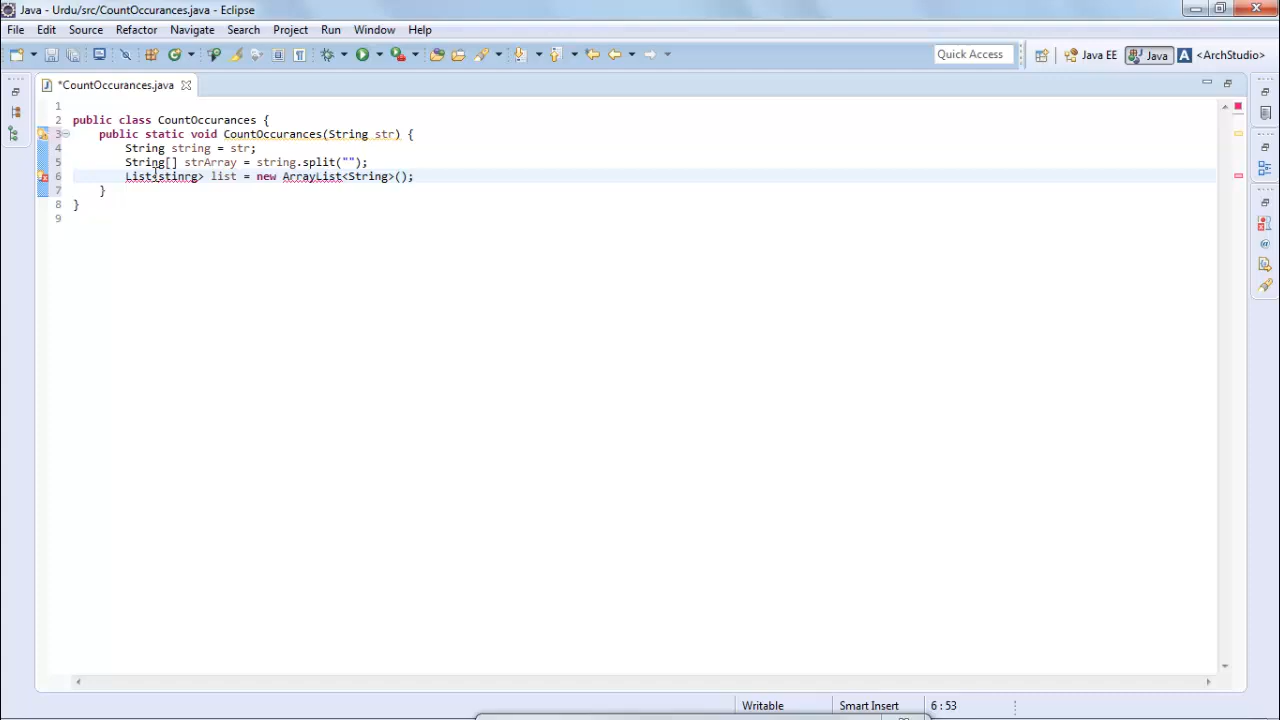 Java - Urdu/src/CountOccurances.java - Eclipse
File Edit Source Refactor Navigate Search Project Run Window Help
Quick Access Java EE Java <ArchStudio>
*CountOccurances.java
1
2 public class CountOccurances {
3 public static void CountOccurances(String str) {
4 String string = str;
5 String[] strArray = string.split("");
6 Lististinrg> list = new ArrayList<String>();
7 }
8 }
9
Writable Smart Insert 6 : 53